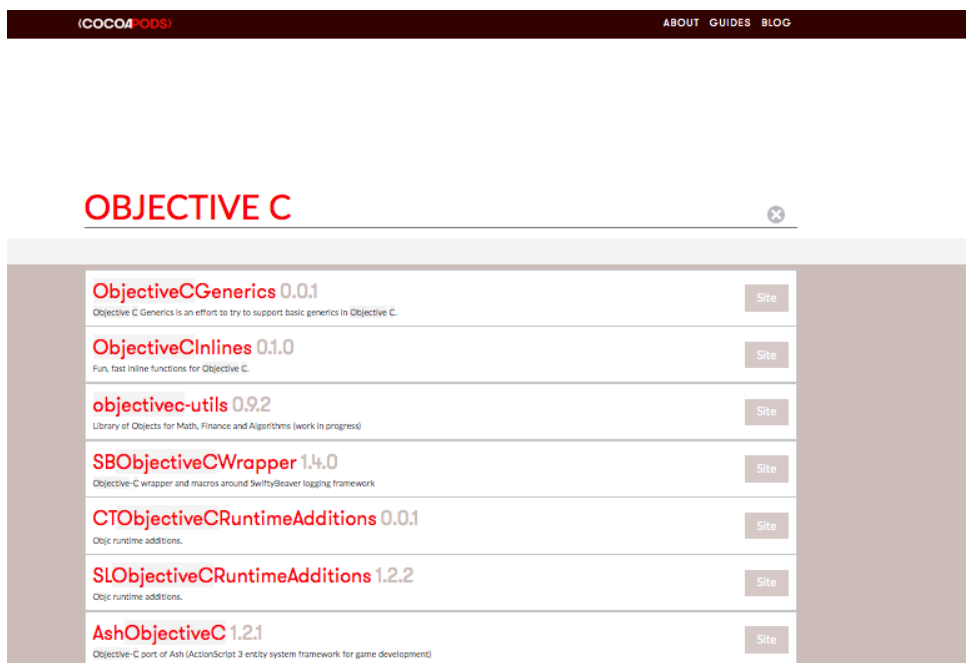 (COCOAPODS)
ABOUT GUIDES BLOG
OBJECTIVE C
ObjectiveCGenerics 0.0.1
Objective C Generics is an effort to try to support basic generics in Objective C.
Site
ObjectiveCInlines 0.1.0
Fun, fast inline functions for Objective C.
Site
objectivec-utils 0.9.2
Library of Objects for Math, Finance and Algorithms (work in progress)
Site
SBObjectiveCWrapper 1.4.0
Objective-C wrapper and macros around SwiftyBeaver logging framework
Site
CTObjectiveCRuntimeAdditions 0.0.1
Objc runtime additions.
Site
SLObjectiveCRuntimeAdditions 1.2.2
Objc runtime additions.
Site
AshObjectiveC 1.2.1
Objective-C port of Ash (ActionScript 3 entity system framework for game development)
Site